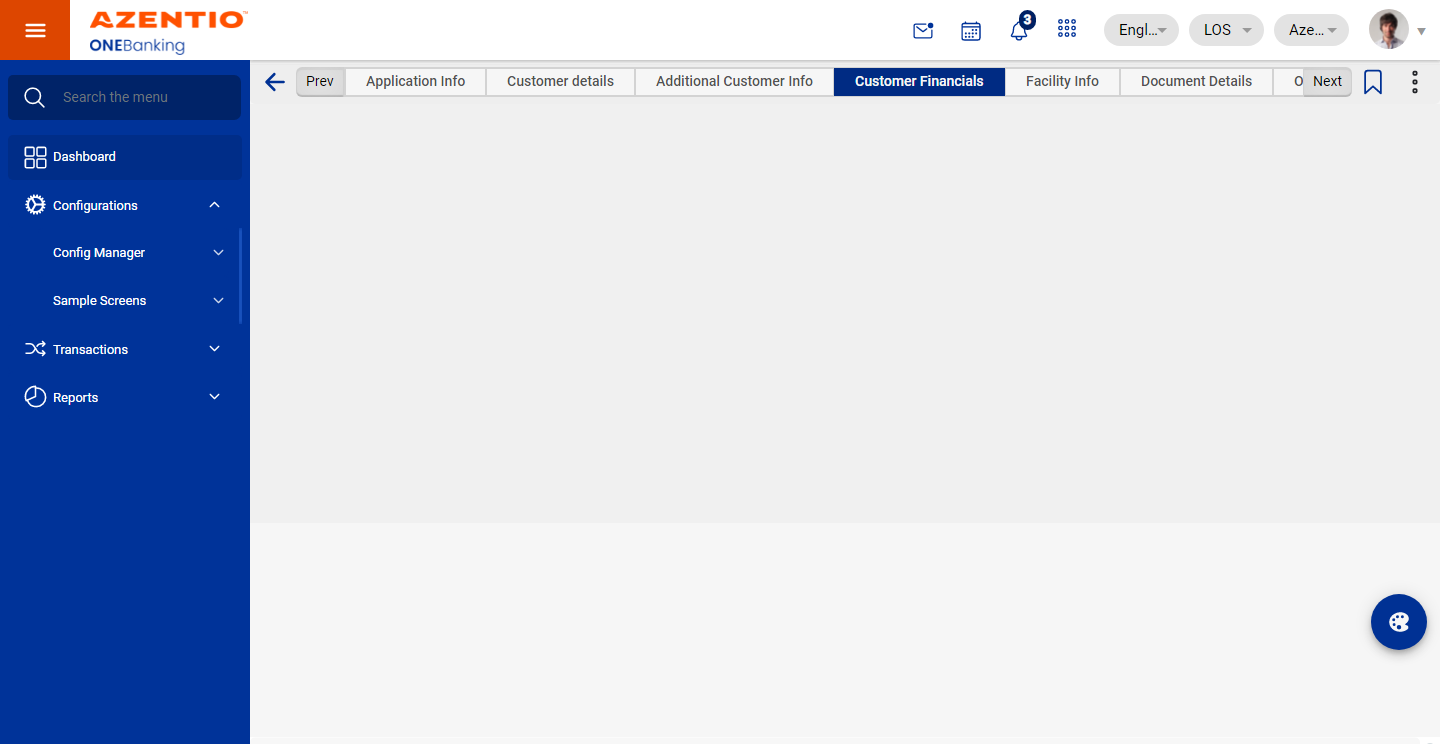 AZENTIO™
ONEBanking
3
Engl...
LOS
Aze...
Search the menu
Prev
Application Info
Customer details
Additional Customer Info
Customer Financials
Facility Info
Document Details
O
Next
Dashboard
Configurations
Config Manager
Sample Screens
Transactions
Reports